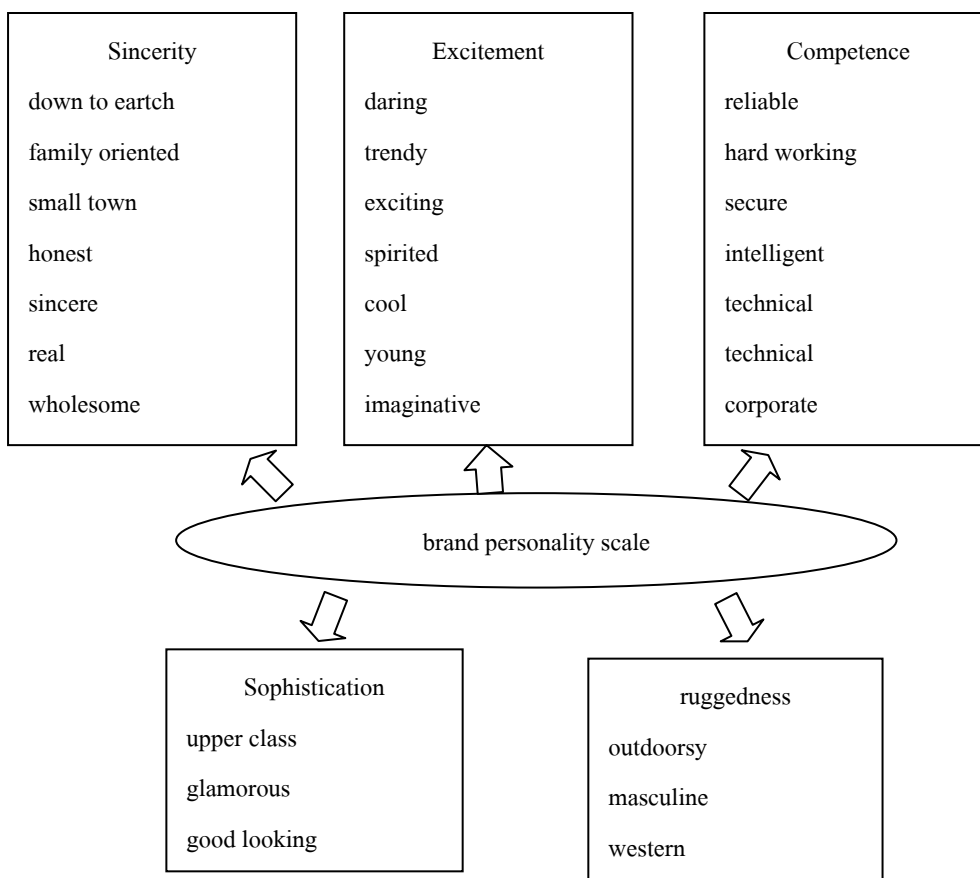 Sincerity
down to eartch
family oriented
small town
honest
sincere
real
wholesome
Excitement
daring
trendy
exciting
spirited
cool
young
imaginative
Competence
reliable
hard working
secure
intelligent
technical
technical
corporate
brand personality scale
Sophistication
upper class
glamorous
good looking
ruggedness
outdoorsy
masculine
western